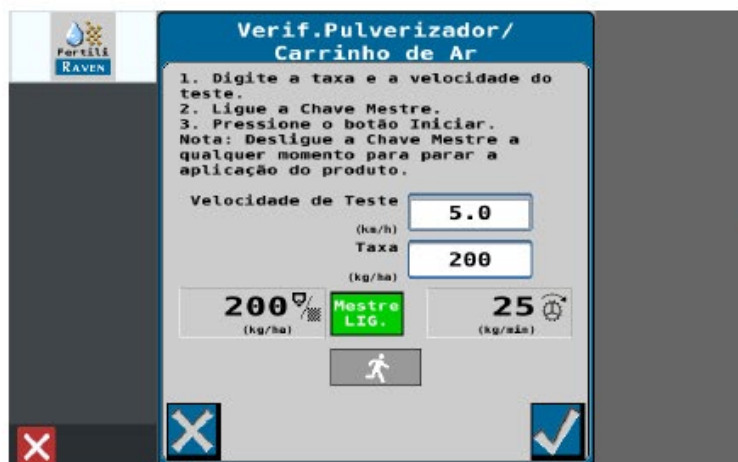 Fertili
RAVEN
Verif.Pulverizador/
Carrinho de Ar
1. Digite a taxa e a velocidade do
teste.
2. Ligue a Chave Mestre.
3. Pressione o botão Iniciar.
Nota: Desligue a Chave Mestre a
qualquer momento para parar a
aplicação do produto.
Velocidade de Teste
(km/h)
5.0
Taxa
(kg/ha)
200
200
(kg/ha)
Mestre
LIG.
25
(kg/min)